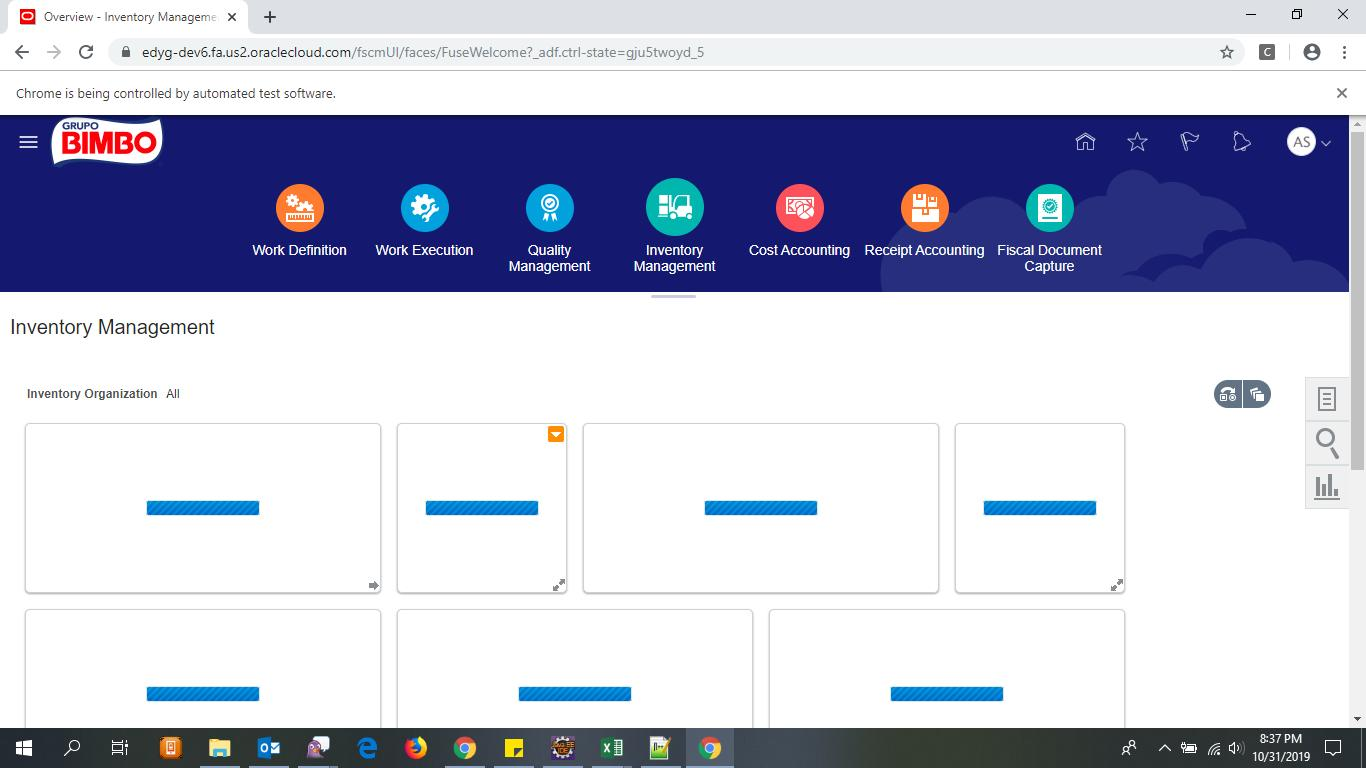 Overview - Inventory Manageme
edyg-dev6.fa.us2.oraclecloud.com/fscmUI/faces/FuseWelcome?_adf.ctrl-state=gju5twoyd_5
C
Chrome is being controlled by automated test software.
GRUPO
BIMBO
AS
Work Definition
Work Execution
Quality
Management
Inventory
Management
Cost Accounting
Receipt Accounting
Fiscal Document
Capture
Inventory Management
Inventory Organization All
8:37 PM
10/31/2019